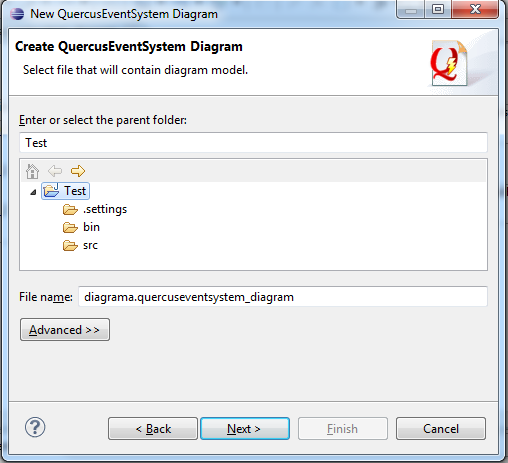 New QuercusEventSystem Diagram
Create QuercusEventSystem Diagram
Select file that will contain diagram model.
Q
Enter or select the parent folder:
Test
Test
.settings
bin
src
File name: diagrama.quercuseventsystem_diagram
Advanced >>
? < Back Next > Finish Cancel